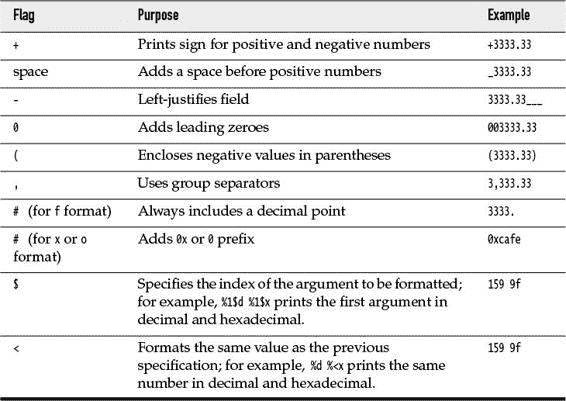 Flag Purpose Example
+ Prints sign for positive and negative numbers +3333.33
space Adds a space before positive numbers _3333.33
- Left-justifies field 3333.33___
0 Adds leading zeroes 003333.33
( Encloses negative values in parentheses (3333.33)
, Uses group separators 3,333.33
# (for f format) Always includes a decimal point 3333.
# (for x or o Adds 0x or 0 prefix 0xcafe
format)
$ Specifies the index of the argument to be formatted; 159 9f
for example, %1$d %1$x prints the first argument in
decimal and hexadecimal.
< Formats the same value as the previous 159 9f
specification; for example, %d %<x prints the same
number in decimal and hexadecimal.